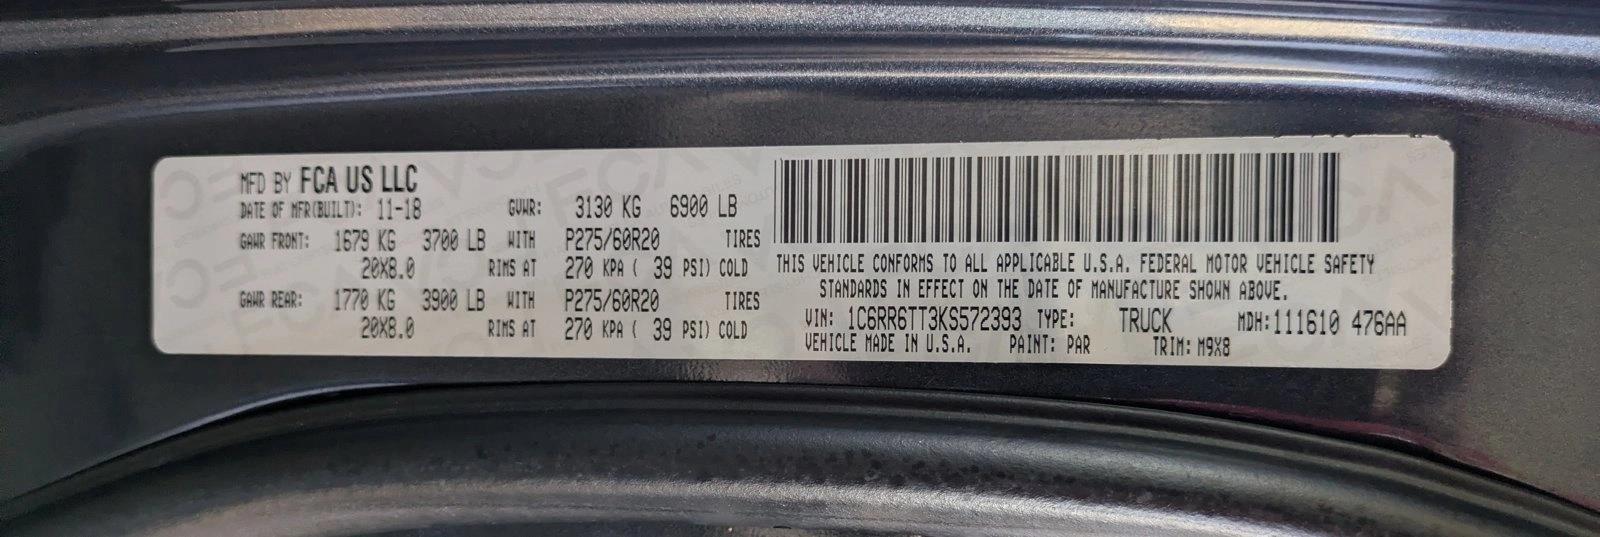 MFD BY FCA US LLC
DATE OF MFR(BUILT): 11-18 GVWR: 3130 KG 6900 LB
GAWR FRONT: 1679 KG 3700 LB WITH P275/60R20 TIRES
20X8.0 RIMS AT 270 KPA ( 39 PSI) COLD
GAWR REAR: 1770 KG 3900 LB WITH P275/60R20 TIRES
20X8.0 RIMS AT 270 KPA ( 39 PSI) COLD
THIS VEHICLE CONFORMS TO ALL APPLICABLE U.S.A. FEDERAL MOTOR VEHICLE SAFETY
STANDARDS IN EFFECT ON THE DATE OF MANUFACTURE SHOWN ABOVE.
VIN: 1C6RR6TT3KS572393 TYPE: TRUCK MDH:111610 476AA
VEHICLE MADE IN U.S.A. PAINT: PAR TRIM: M9X8